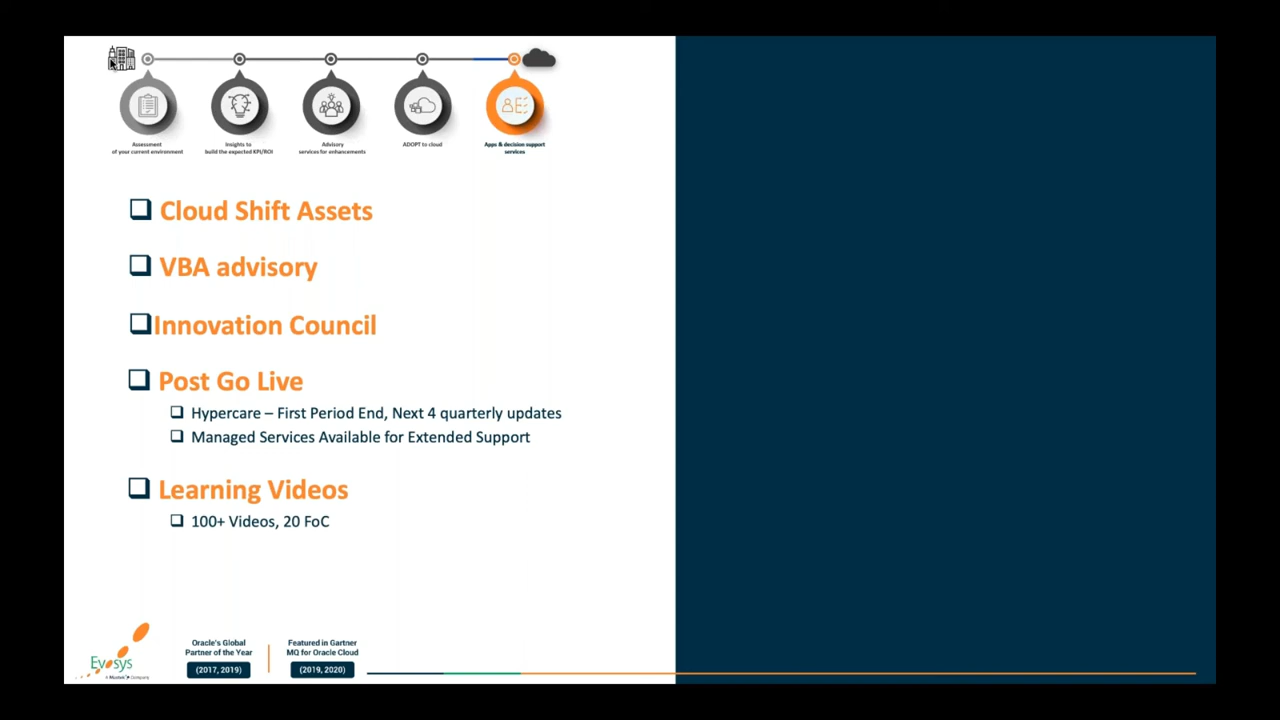 Assessment
of your current environment
Insights to
build the expected KPI/ROI
Advisory
services for enhancements
ADOPT to cloud
Apps & decision support
services
Cloud Shift Assets
VBA advisory
Innovation Council
Post Go Live
Hypercare – First Period End, Next 4 quarterly updates
Managed Services Available for Extended Support
Learning Videos
100+ Videos, 20 FoC
Evosys
A Mastek Company
Oracle's Global
Partner of the Year
(2017, 2019)
Featured in Gartner
MQ for Oracle Cloud
(2019, 2020)